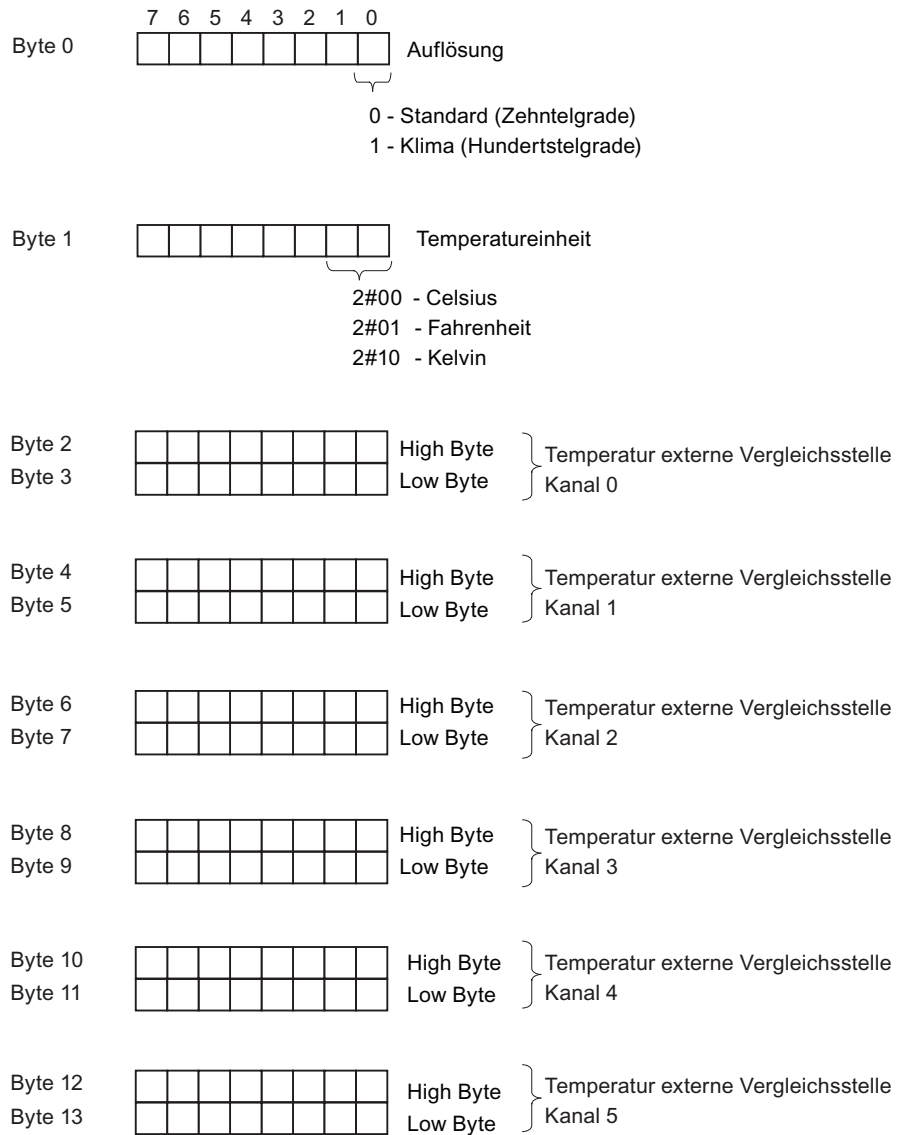 7 6 5 4 3 2 1 0
Byte 0 Auflösung
0 - Standard (Zehntelgrade)
1 - Klima (Hundertstelgrade)
Byte 1 Temperatureinheit
2#00 - Celsius
2#01 - Fahrenheit
2#10 - Kelvin
Byte 2 High Byte Temperatur externe Vergleichsstelle
Byte 3 Low Byte Kanal 0
Byte 4 High Byte Temperatur externe Vergleichsstelle
Byte 5 Low Byte Kanal 1
Byte 6 High Byte Temperatur externe Vergleichsstelle
Byte 7 Low Byte Kanal 2
Byte 8 High Byte Temperatur externe Vergleichsstelle
Byte 9 Low Byte Kanal 3
Byte 10 High Byte Temperatur externe Vergleichsstelle
Byte 11 Low Byte Kanal 4
Byte 12 High Byte Temperatur externe Vergleichsstelle
Byte 13 Low Byte Kanal 5